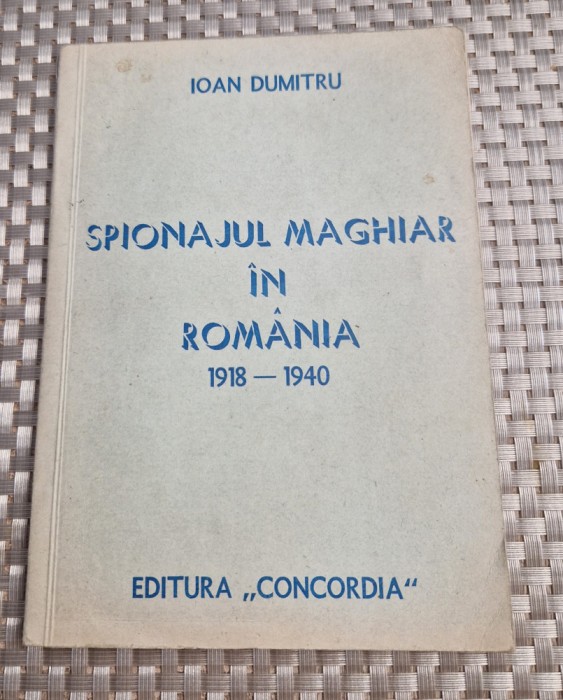 IOAN DUMITRU
SPIONAJUL MAGHIAR
ÎN
ROMÂNIA
1918 — 1940
EDITURA „CONCORDIA“